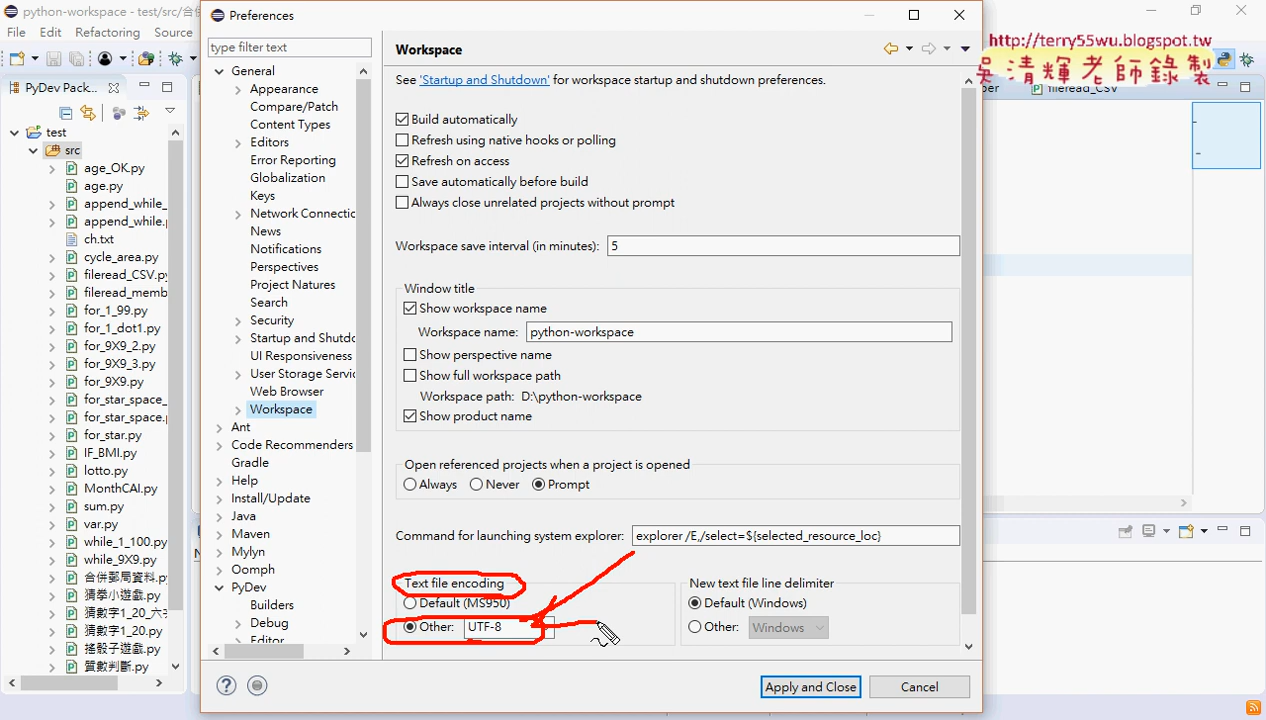 python-workspace - test/src/合併
File Edit Refactoring Source
PyDev Pack...
test
src
age_OK.py
age.py
append_while_
append_while.
ch.txt
cycle_area.py
fileread_CSV.py
fileread_memb
for_1_99.py
for_1_dot1.py
for_9X9_2.py
for_9X9_3.py
for_9X9.py
for_star_space_
for_star_space.
for_star.py
IF_BMI.py
lotto.py
MonthCAI.py
sum.py
var.py
while_1_100.py
while_9X9.py
合併郵局資料.p
猜拳小遊戲.py
猜數字1_20_六
猜數字1_20.py
搖骰子遊戲.py
質數判斷.py
Preferences
type filter text
General
Appearance
Compare/Patch
Content Types
Editors
Error Reporting
Globalization
Keys
Network Connectic
News
Notifications
Perspectives
Project Natures
Search
Security
Startup and Shutdc
UI Responsiveness
User Storage Servic
Web Browser
Workspace
Ant
Code Recommenders
Gradle
Help
Install/Update
Java
Maven
Mylyn
Oomph
PyDev
Builders
Debug
Editor
Workspace
See 'Startup and Shutdown' for workspace startup and shutdown preferences.
Build automatically
Refresh using native hooks or polling
Refresh on access
Save automatically before build
Always close unrelated projects without prompt
Workspace save interval (in minutes): 5
Window title
Show workspace name
Workspace name: python-workspace
Show perspective name
Show full workspace path
Workspace path: D:\python-workspace
Show product name
Open referenced projects when a project is opened
Always Never Prompt
Command for launching system explorer: explorer /E,/select=${selected_resource_loc}
Text file encoding
Default (MS950)
Other: UTF-8
New text file line delimiter
Default (Windows)
Other: Windows
Apply and Close Cancel
http://terry55wu.blogspot.tw
吳清輝老師錄製
fileread_CSV